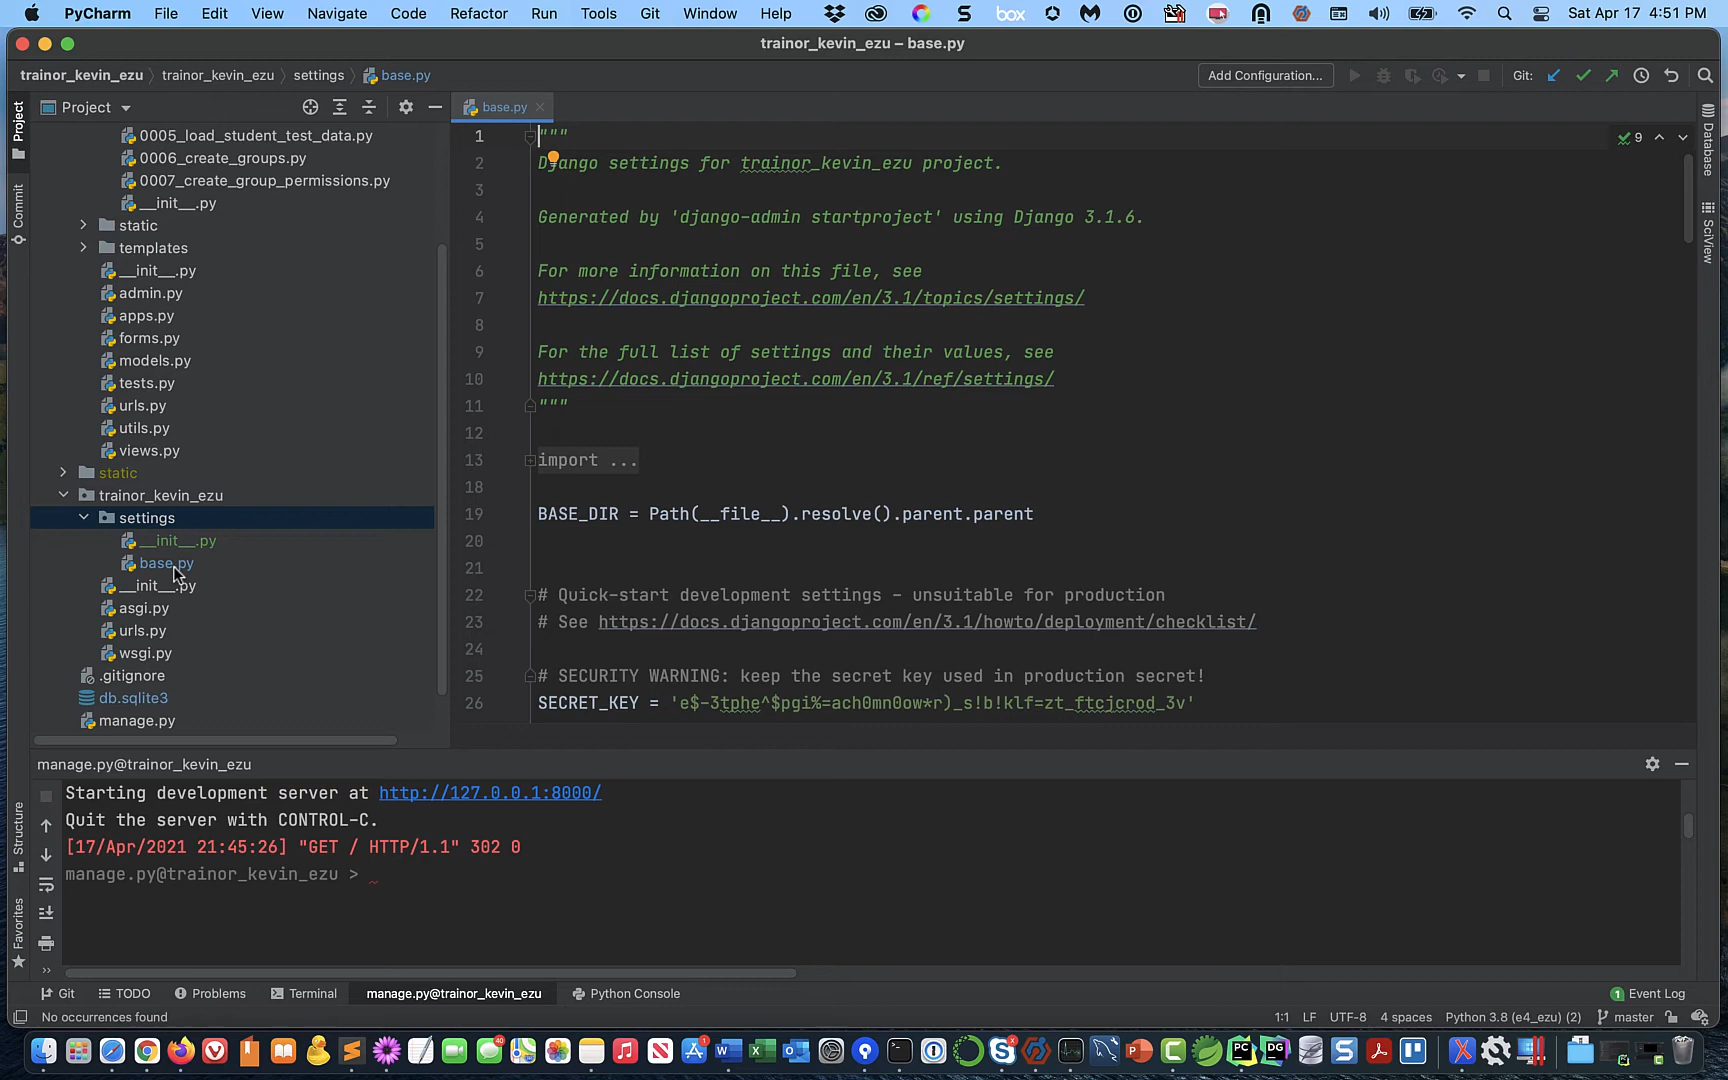 PyCharm File Edit View Navigate Code Refactor Run Tools Git Window Help box Sat Apr 17 4:51 PM
trainor_kevin_ezu – base.py
trainor_kevin_ezu trainor_kevin_ezu settings base.py Add Configuration... Git:
Project
Project
base.py
0005_load_student_test_data.py
0006_create_groups.py
0007_create_group_permissions.py
__init__.py
static
templates
__init__.py
admin.py
apps.py
forms.py
models.py
tests.py
urls.py
utils.py
views.py
static
trainor_kevin_ezu
settings
__init__.py
base.py
__init__.py
asgi.py
urls.py
wsgi.py
.gitignore
db.sqlite3
manage.py
Commit
Structure
Favorites
Database
SciView
9
1 """
2 Django settings for trainor_kevin_ezu project.
3
4 Generated by 'django-admin startproject' using Django 3.1.6.
5
6 For more information on this file, see
7 https://docs.djangoproject.com/en/3.1/topics/settings/
8
9 For the full list of settings and their values, see
10 https://docs.djangoproject.com/en/3.1/ref/settings/
11 """
12
13 import ...
18
19 BASE_DIR = Path(__file__).resolve().parent.parent
20
21
22 # Quick-start development settings – unsuitable for production
23 # See https://docs.djangoproject.com/en/3.1/howto/deployment/checklist/
24
25 # SECURITY WARNING: keep the secret key used in production secret!
26 SECRET_KEY = 'e$-3tphe^$pgi%=ach0mn0ow*r)_s!b!klf=zt_ftcjcrod_3v'
manage.py@trainor_kevin_ezu
Starting development server at http://127.0.0.1:8000/
Quit the server with CONTROL-C.
[17/Apr/2021 21:45:26] "GET / HTTP/1.1" 302 0
manage.py@trainor_kevin_ezu >
Git TODO Problems Terminal manage.py@trainor_kevin_ezu Python Console 1 Event Log
No occurrences found 1:1 LF UTF-8 4 spaces Python 3.8 (e4_ezu) (2) master